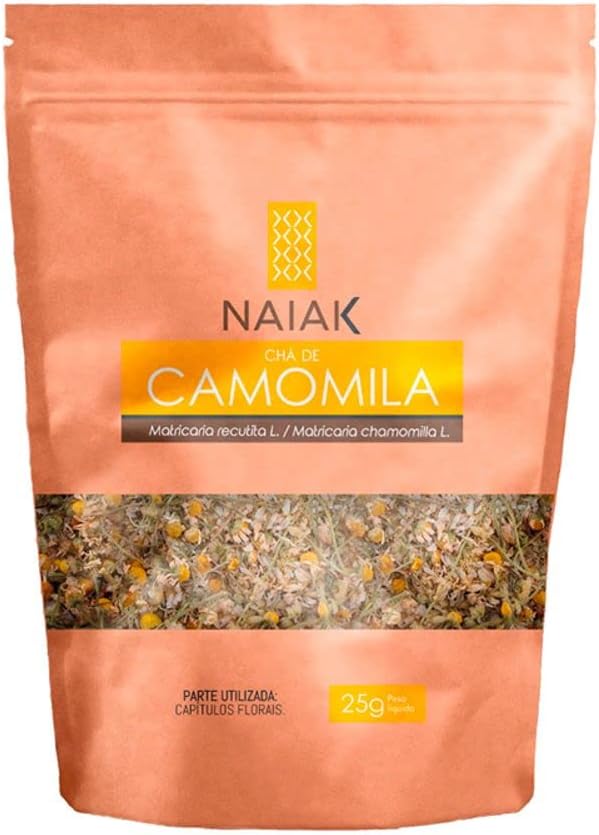 NAIAK
CHÁ DE
CAMOMILA
Matricaria recutita L. / Matricaria chamomilla L.
PARTE UTILIZADA:
CAPÍTULOS FLORAIS.
25g Peso
líquido